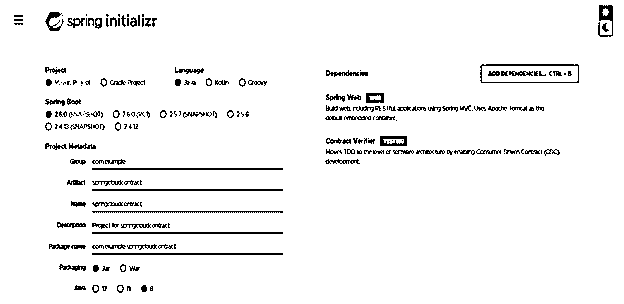 spring initializr
Project
Maven Project Gradle Project
Language
Java Kotlin Groovy
Spring Boot
2.6.0 (SNAPSHOT) 2.5.7 (SNAPSHOT) 2.5.6
2.4.13 (SNAPSHOT) 2.4.12
Project Metadata
Group com.example
Artifact springcloudcontract
Name springcloudcontract
Description Project for springcloudcontract
Package name com.example.springcloudcontract
Packaging Jar War
Java 17 11 8
Dependencies
ADD DEPENDENCIES... CTRL + B
Spring Web WEB
Build web, including RESTful, applications using Spring MVC. Uses Apache Tomcat as the
default embedded container.
Contract Verifier TESTING
Moves TDD to the level of software architecture by enabling Consumer Driven Contract (CDC)
development.